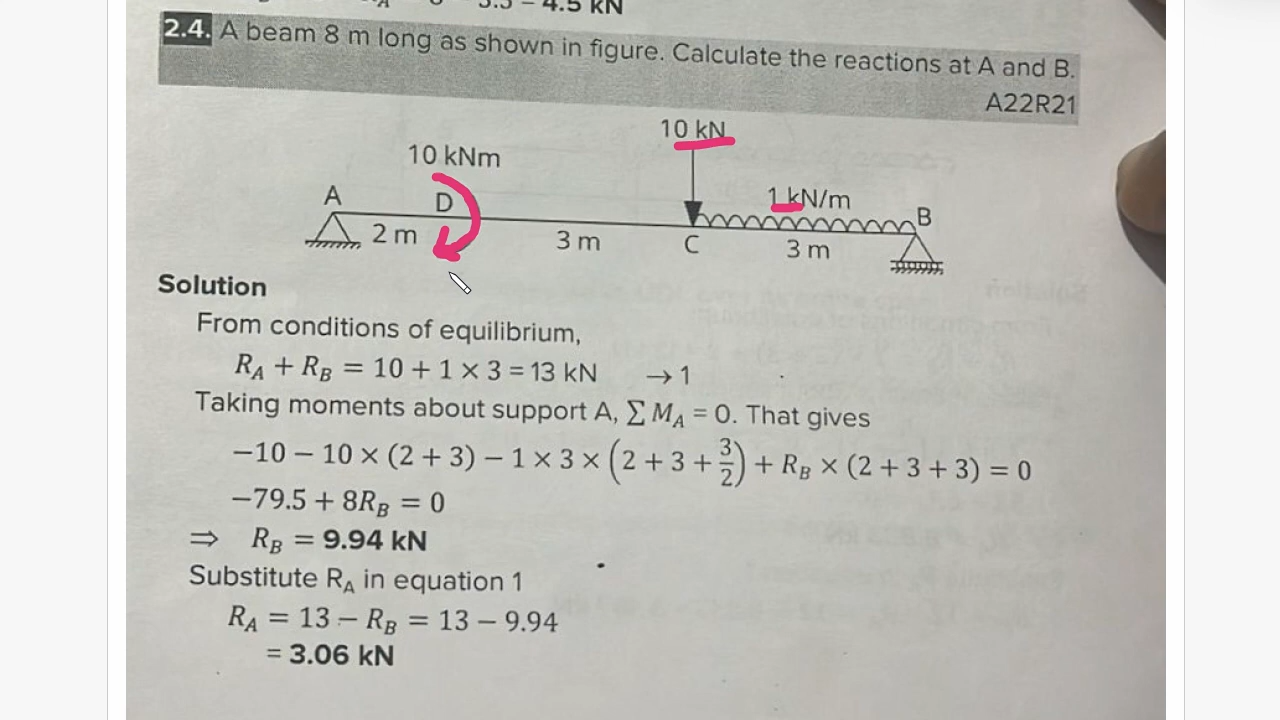 4.5 kN
2.4. A beam 8 m long as shown in figure. Calculate the reactions at A and B.
A22R21
10 kN
10 kNm
1 kN/m
A
D
B
2 m
3 m
C
3 m
Solution
From conditions of equilibrium,
R_A + R_B = 10 + 1 × 3 = 13 kN → 1
Taking moments about support A, ∑ M_A = 0. That gives
−10 − 10 × (2 + 3) − 1 × 3 × (2 + 3 + 3/2) + R_B × (2 + 3 + 3) = 0
−79.5 + 8R_B = 0
⇒ R_B = 9.94 kN
Substitute R_A in equation 1
R_A = 13 − R_B = 13 − 9.94
= 3.06 kN